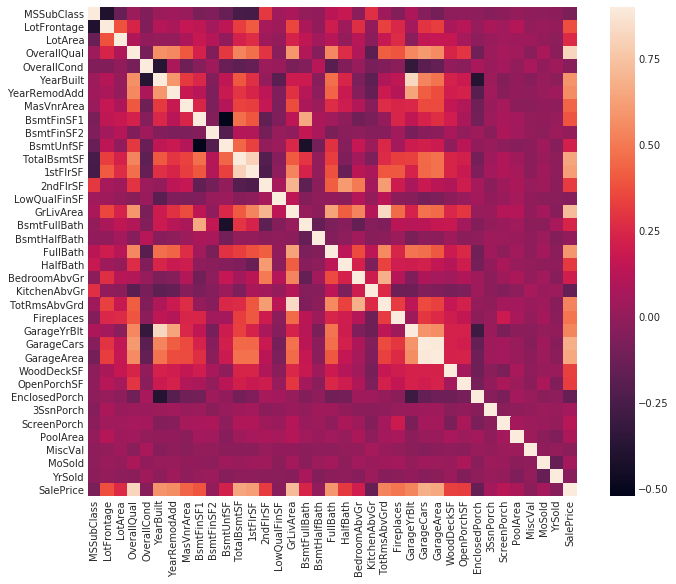 MSSubClass
LotFrontage
LotArea
OverallQual
OverallCond
YearBuilt
YearRemodAdd
MasVnrArea
BsmtFinSF1
BsmtFinSF2
BsmtUnfSF
TotalBsmtSF
1stFlrSF
2ndFlrSF
LowQualFinSF
GrLivArea
BsmtFullBath
BsmtHalfBath
FullBath
HalfBath
BedroomAbvGr
KitchenAbvGr
TotRmsAbvGrd
Fireplaces
GarageYrBlt
GarageCars
GarageArea
WoodDeckSF
OpenPorchSF
EnclosedPorch
3SsnPorch
ScreenPorch
PoolArea
MiscVal
MoSold
YrSold
SalePrice
MSSubClass
LotFrontage
LotArea
OverallQual
OverallCond
YearBuilt
YearRemodAdd
MasVnrArea
BsmtFinSF1
BsmtFinSF2
BsmtUnfSF
TotalBsmtSF
1stFlrSF
2ndFlrSF
LowQualFinSF
GrLivArea
BsmtFullBath
BsmtHalfBath
FullBath
HalfBath
BedroomAbvGr
KitchenAbvGr
TotRmsAbvGrd
Fireplaces
GarageYrBlt
GarageCars
GarageArea
WoodDeckSF
OpenPorchSF
EnclosedPorch
3SsnPorch
ScreenPorch
PoolArea
MiscVal
MoSold
YrSold
SalePrice
0.75
0.50
0.25
0.00
−0.25
−0.50